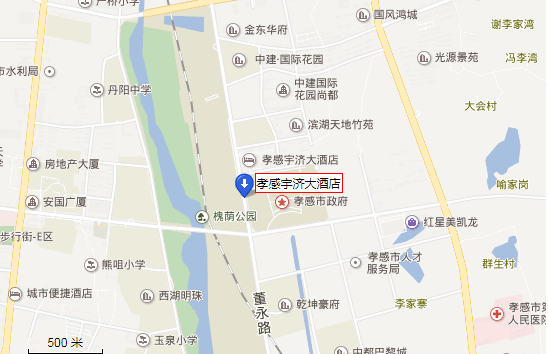 金东华府
国风鸿城
谢李家湾
光源景苑
冯李湾
中建·国际花园
市水利局
丹阳中学
中建国际
花园尚都
大会村
滨湖天地竹苑
孝感宇济大酒店
房地产大厦
孝感宇济大酒店
喻家岗
安国广厦
孝感市政府
槐荫公园
红星美凯龙
步行街-E区
孝感市人才
服务局
熊咀小学
群生村
城市便捷酒店
西湖明珠
董永路
乾坤豪府
李家寨
孝感市第
人民医院
玉泉小学
500 米
中都巴黎城